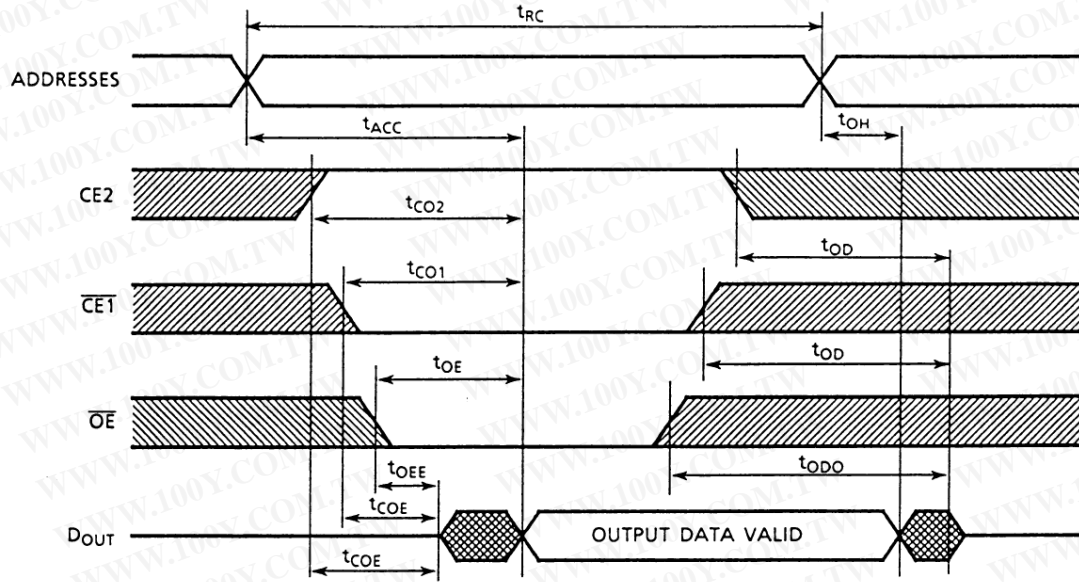 tRC
ADDRESSES
tACC
tOH
CE2
tCO2
tOD
CE1
tCO1
tOD
OE
tOE
tODO
tOEE
tCOE
DOUT
OUTPUT DATA VALID
tCOE
WWW.100Y.COM.TW